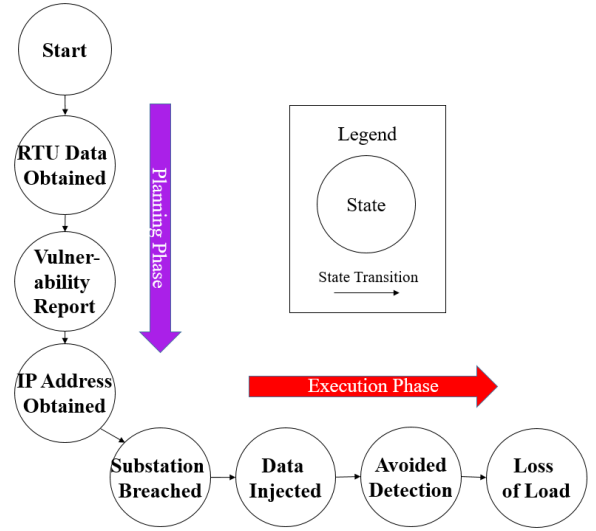 Start
RTU Data
Obtained
Vulner-
ability
Report
IP Address
Obtained
Planning Phase
Legend
State
State Transition
Execution Phase
Substation
Breached
Data
Injected
Avoided
Detection
Loss
of Load